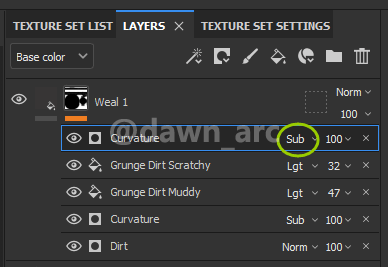 TEXTURE SET LIST LAYERS × TEXTURE SET SETTINGS
Base color
Norm
Weal 1
100
@dawn_arc
Curvature Sub 100 ×
Grunge Dirt Scratchy Lgt 32 ×
Grunge Dirt Muddy Lgt 47 ×
Curvature Sub 100 ×
Dirt Norm 100 ×